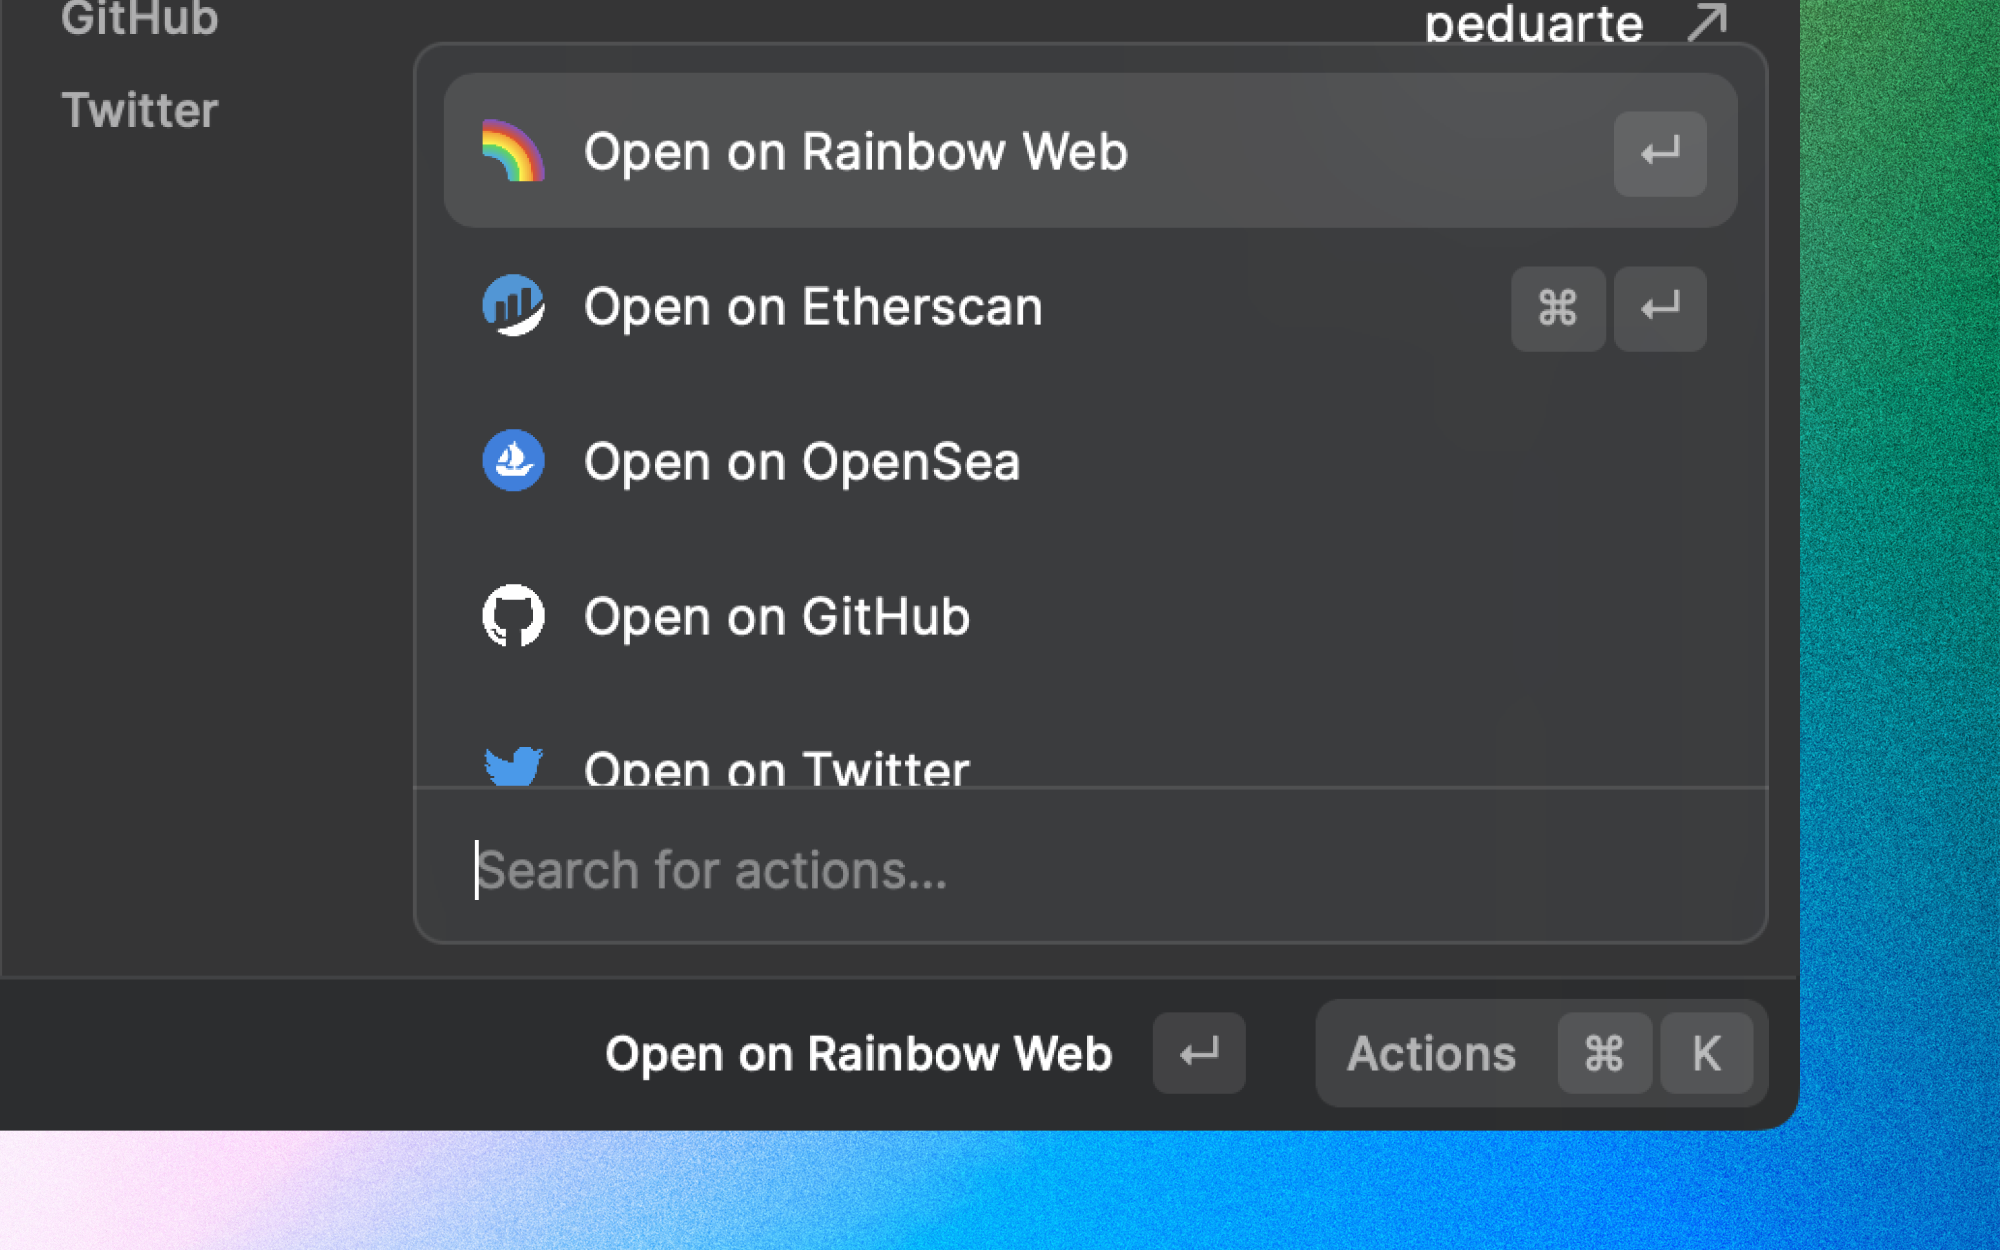 GitHub
peduarte ↗
Twitter
Open on Rainbow Web ↵
Open on Etherscan ⌘ ↵
Open on OpenSea
Open on GitHub
Open on Twitter
Search for actions...
Open on Rainbow Web ↵
Actions ⌘ K